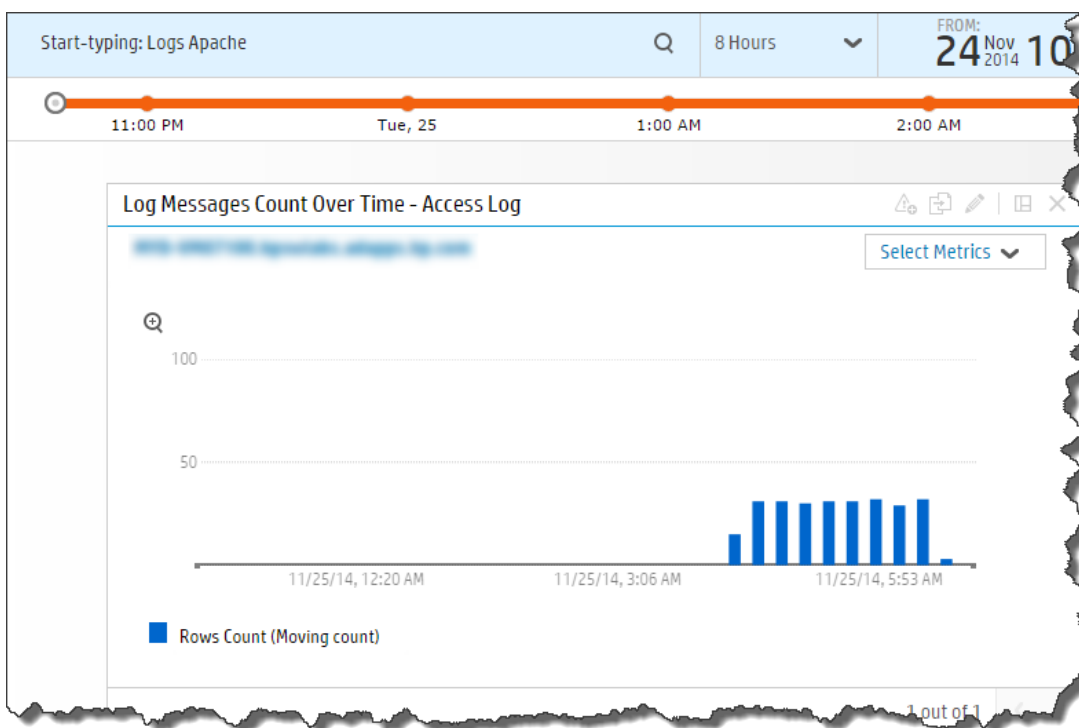 Start-typing: Logs Apache
8 Hours
FROM:
24 Nov 2014 10
11:00 PM
Tue, 25
1:00 AM
2:00 AM
Log Messages Count Over Time - Access Log
Select Metrics
100
50
11/25/14, 12:20 AM
11/25/14, 3:06 AM
11/25/14, 5:53 AM
Rows Count (Moving count)
1 out of 1